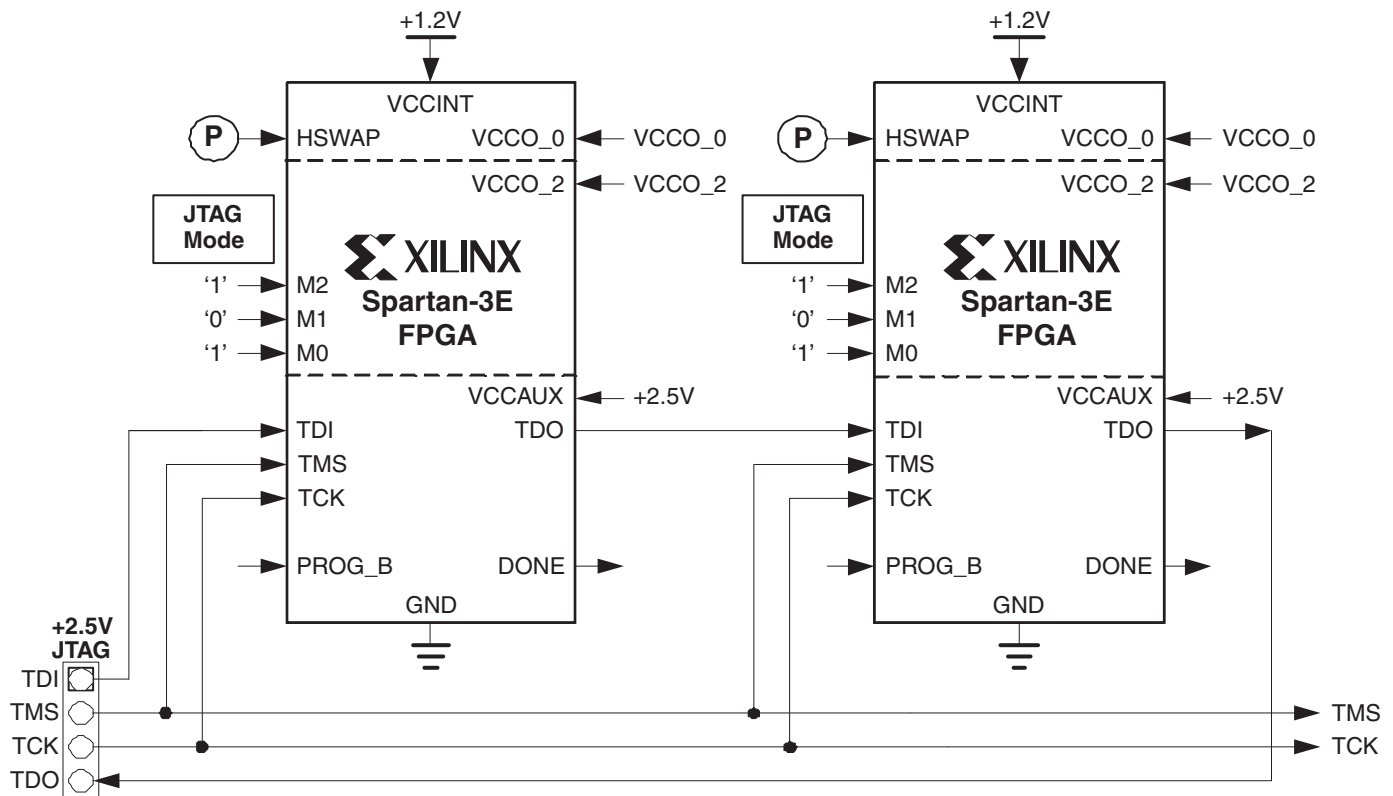 +1.2V
+1.2V
VCCINT
VCCINT
P
HSWAP
VCCO_0
VCCO_0
P
HSWAP
VCCO_0
VCCO_0
VCCO_2
VCCO_2
VCCO_2
VCCO_2
JTAG
Mode
JTAG
Mode
XILINX
XILINX
‘1’
M2
‘1’
M2
Spartan-3E
Spartan-3E
‘0’
M1
‘0’
M1
FPGA
FPGA
‘1’
M0
‘1’
M0
VCCAUX
+2.5V
VCCAUX
+2.5V
TDI
TDO
TDI
TDO
TMS
TMS
TCK
TCK
PROG_B
DONE
PROG_B
DONE
GND
GND
+2.5V
JTAG
TDI
TMS
TMS
TCK
TCK
TDO